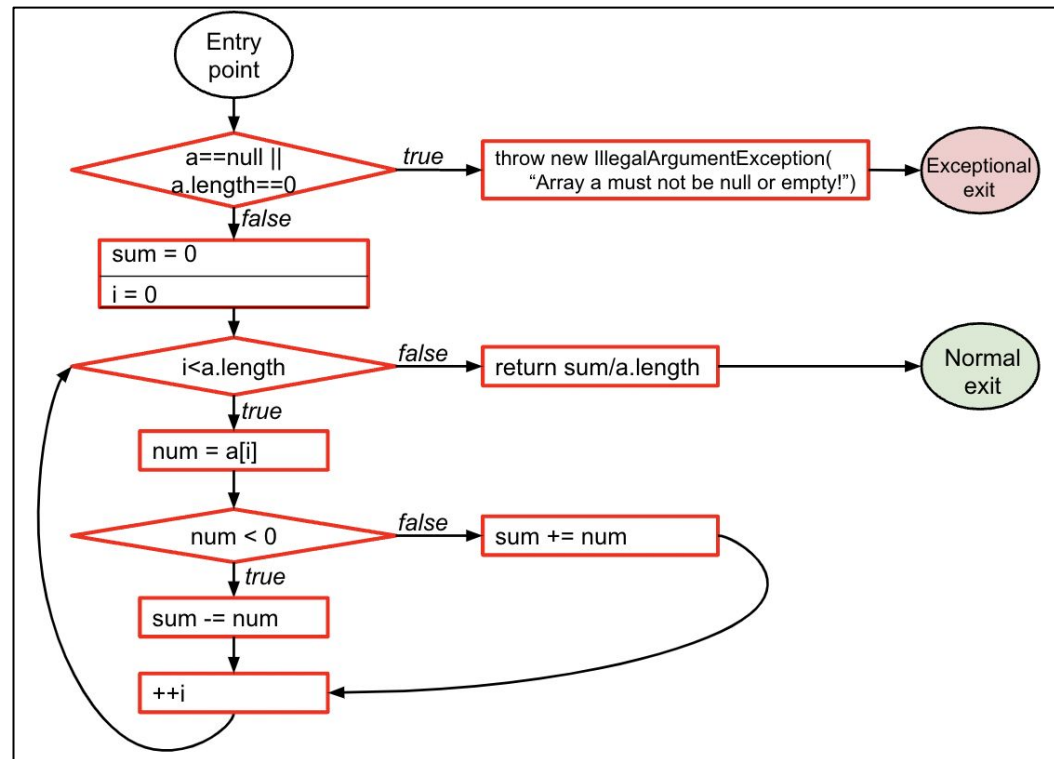 Entry
point
a==null ||
a.length==0
true
throw new IllegalArgumentException(
“Array a must not be null or empty!”)
Exceptional
exit
false
sum = 0
i = 0
i<a.length
false
return sum/a.length
Normal
exit
true
num = a[i]
num < 0
false
sum += num
true
sum -= num
++i